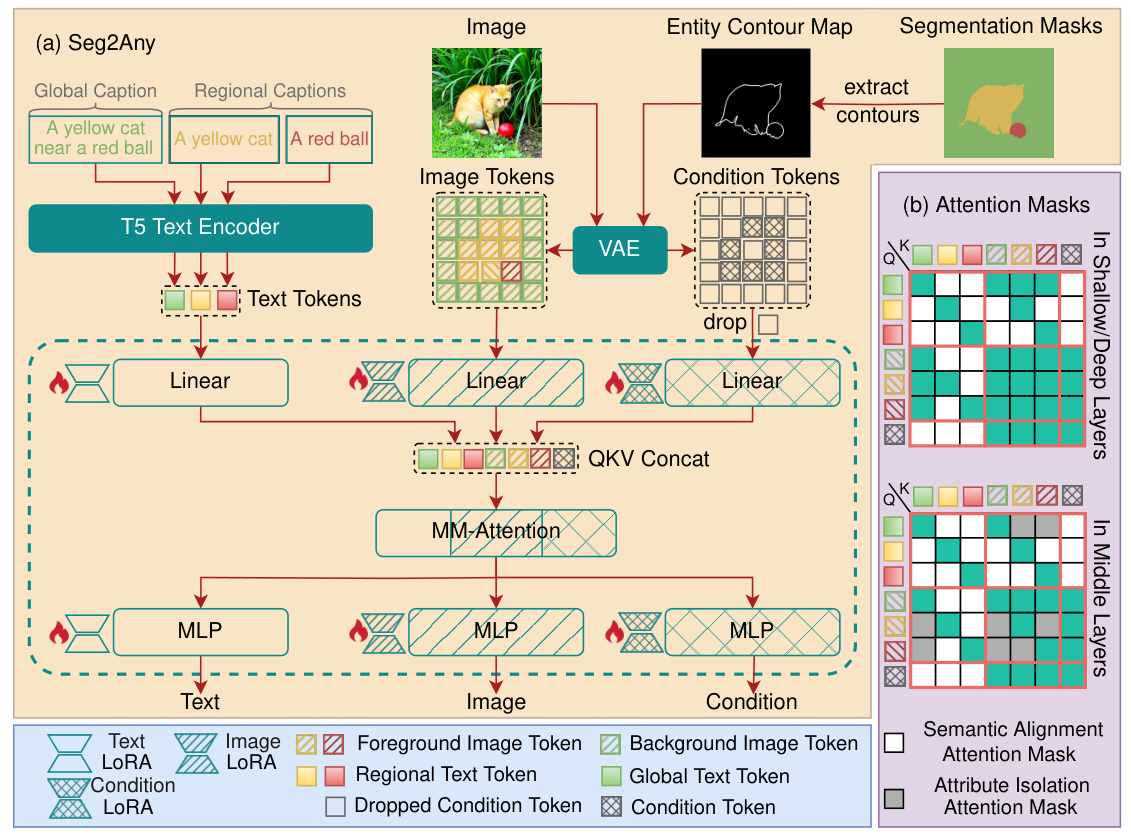 (a) Seg2Any
Image
Entity Contour Map
Segmentation Masks
Global Caption
Regional Captions
A yellow cat
near a red ball
A yellow cat
A red ball
extract
contours
Image Tokens
Condition Tokens
T5 Text Encoder
VAE
Text Tokens
drop
Linear
Linear
Linear
QKV Concat
MM-Attention
MLP
MLP
MLP
Text
Image
Condition
(b) Attention Masks
K
Q
In Shallow/Deep Layers
K
Q
In Middle Layers
Semantic Alignment
Attention Mask
Attribute Isolation
Attention Mask
Text
LoRA
Image
LoRA
Condition
LoRA
Foreground Image Token
Background Image Token
Regional Text Token
Global Text Token
Dropped Condition Token
Condition Token